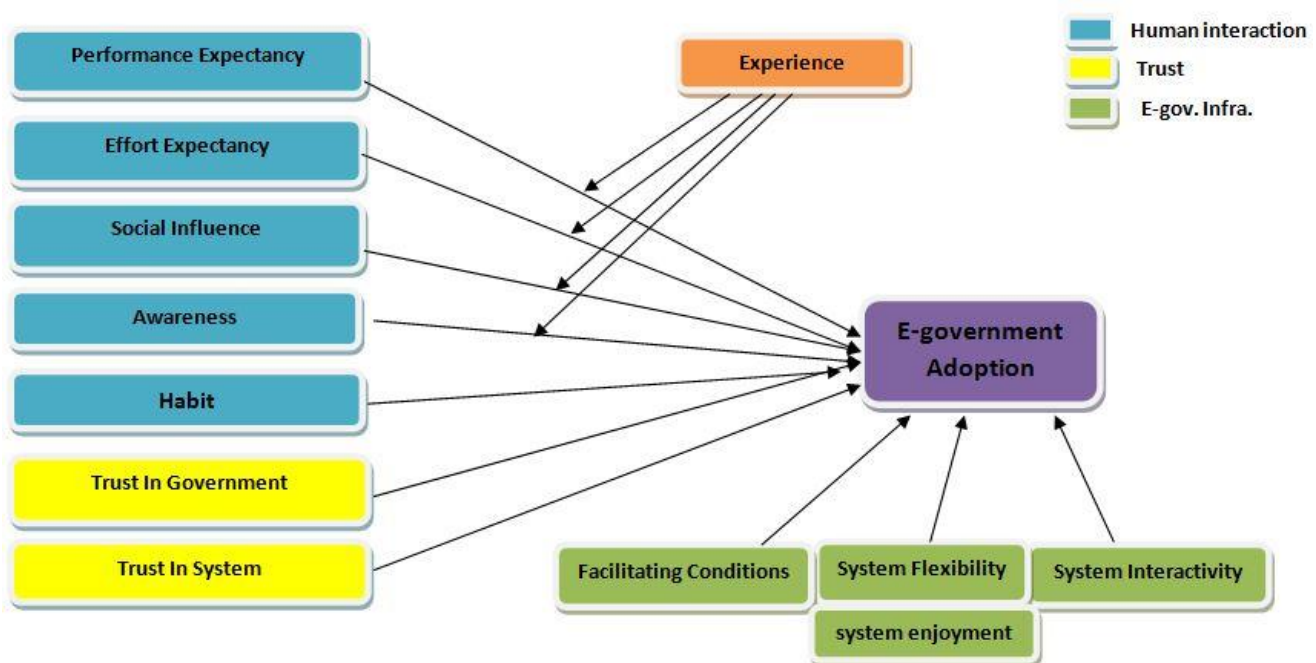 Performance Expectancy
Experience
Human interaction
Trust
E-gov. Infra.
Effort Expectancy
Social Influence
Awareness
E-government
Adoption
Habit
Trust In Government
Trust In System
Facilitating Conditions
System Flexibility
System Interactivity
system enjoyment